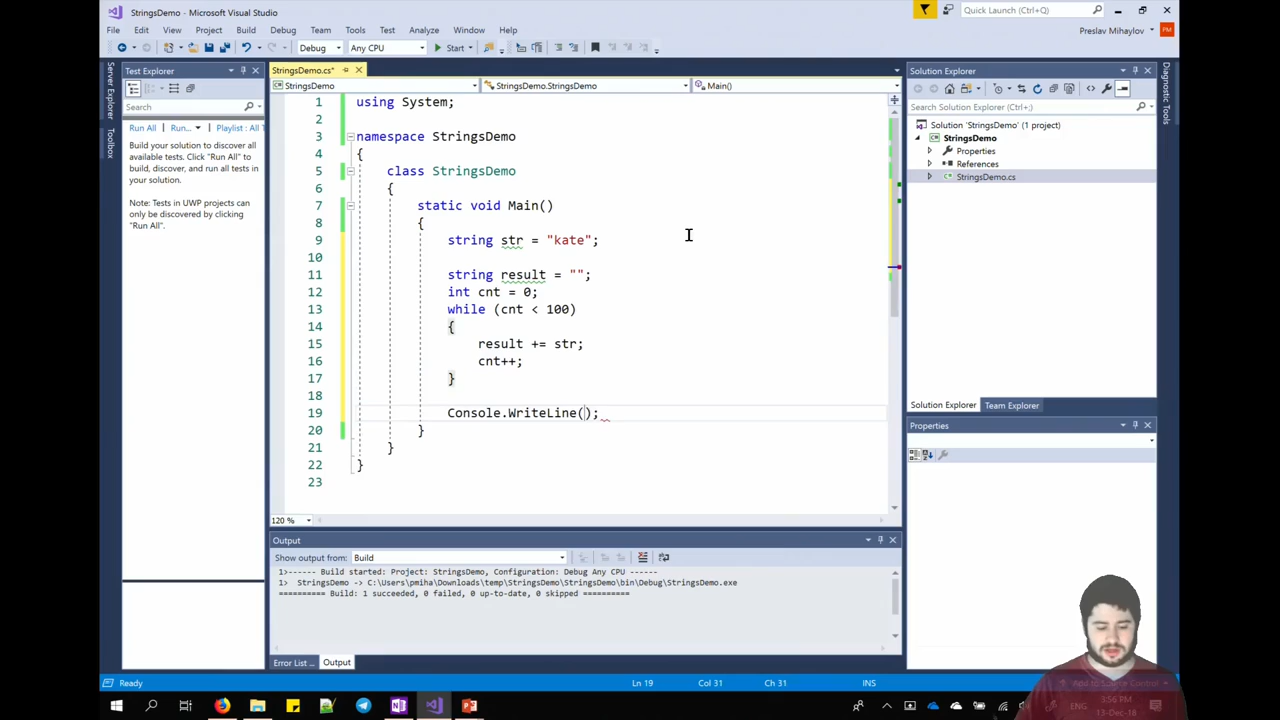 StringsDemo - Microsoft Visual Studio
Quick Launch (Ctrl+Q)
File Edit View Project Build Debug Team Tools Test Analyze Window Help
Preslav Mihaylov PM
Debug Any CPU Start
Server Explorer
Toolbox
Test Explorer
Search
Run All Run... Playlist : All T
Build your solution to discover all
available tests. Click "Run All" to
build, discover, and run all tests in
your solution.
Note: Tests in UWP projects can
only be discovered by clicking
"Run All".
StringsDemo.cs*
StringsDemo StringsDemo.StringsDemo Main()
1 using System;
2
3 namespace StringsDemo
4 {
5 class StringsDemo
6 {
7 static void Main()
8 {
9 string str = "kate";
10
11 string result = "";
12 int cnt = 0;
13 while (cnt < 100)
14 {
15 result += str;
16 cnt++;
17 }
18
19 Console.WriteLine();
20 }
21 }
22 }
23
120 %
Output
Show output from: Build
1>------ Build started: Project: StringsDemo, Configuration: Debug Any CPU ------
1> StringsDemo -> C:\Users\pmiha\Downloads\temp\StringsDemo\StringsDemo\bin\Debug\StringsDemo.exe
========== Build: 1 succeeded, 0 failed, 0 up-to-date, 0 skipped ==========
Error List ... Output
Solution Explorer
Search Solution Explorer (Ctrl+;)
Solution 'StringsDemo' (1 project)
StringsDemo
Properties
References
StringsDemo.cs
Solution Explorer Team Explorer
Properties
Diagnostic Tools
Ready Ln 19 Col 31 Ch 31 INS
Add to Source Control
ENG 3:56 PM
13-Dec-18